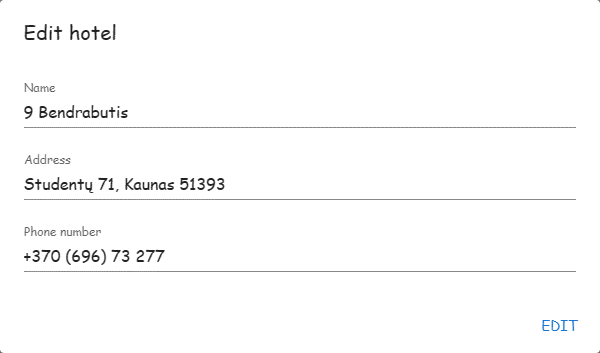 Edit hotel
Name
9 Bendrabutis
Address
Studentų 71, Kaunas 51393
Phone number
+370 (696) 73 277
EDIT